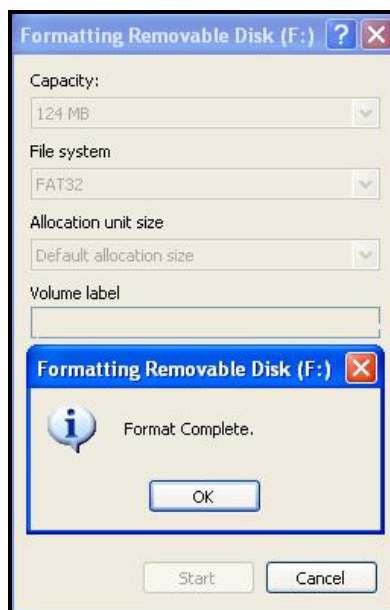 Formatting Removable Disk (F:)
Capacity:
124 MB
File system
FAT32
Allocation unit size
Default allocation size
Volume label
Formatting Removable Disk (F:)
Format Complete.
OK
Start Cancel